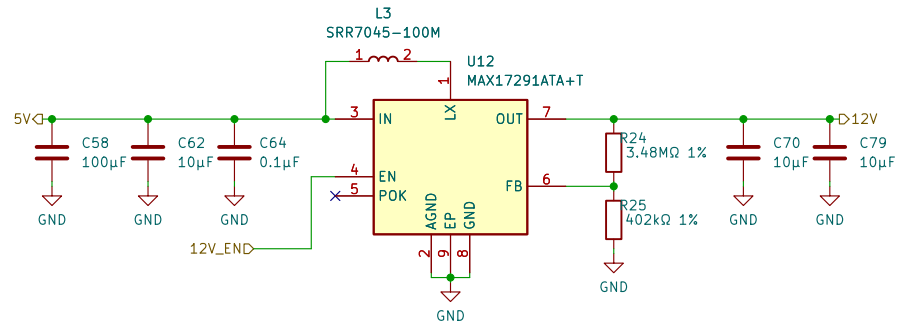 L3
SRR7045-100M
1 2
U12
MAX17291ATA+T
1
5V 3 IN LX OUT 7 12V
C58
100µF
C62
10µF
C64
0.1µF
R24
3.48MΩ 1%
C70
10µF
C79
10µF
4 EN
5 POK
FB 6
GND GND GND
R25
402kΩ 1%
GND GND
12V_EN
AGND EP GND
2 9 8
GND
GND